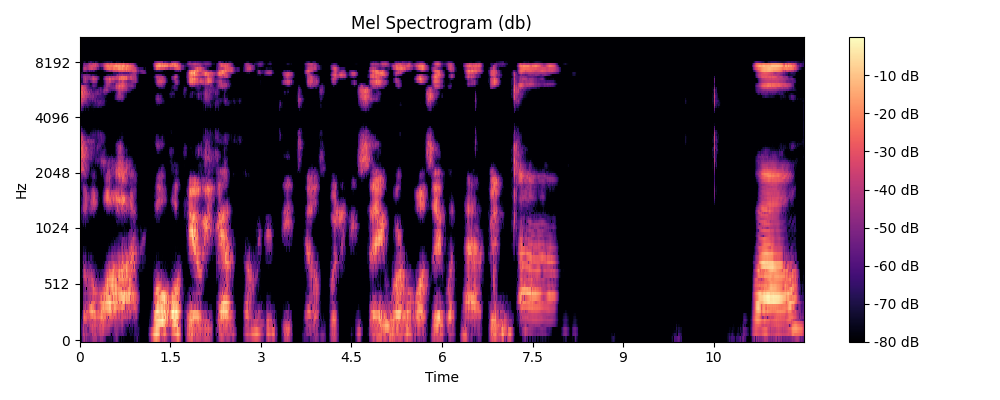 Mel Spectrogram (db)
8192
4096
2048
1024
512
0
Hz
0 1.5 3 4.5 6 7.5 9 10
Time
-10 dB
-20 dB
-30 dB
-40 dB
-50 dB
-60 dB
-70 dB
-80 dB